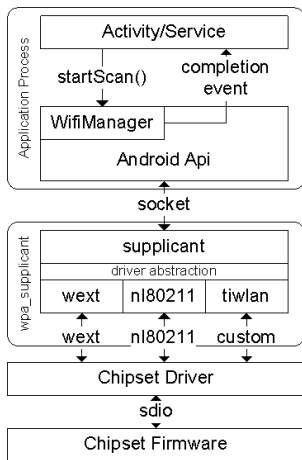 Application Process
Activity/Service
startScan()
completion
event
WifiManager
Android Api
socket
wpa_supplicant
supplicant
driver abstraction
wext nl80211 tiwlan
wext nl80211 custom
Chipset Driver
sdio
Chipset Firmware